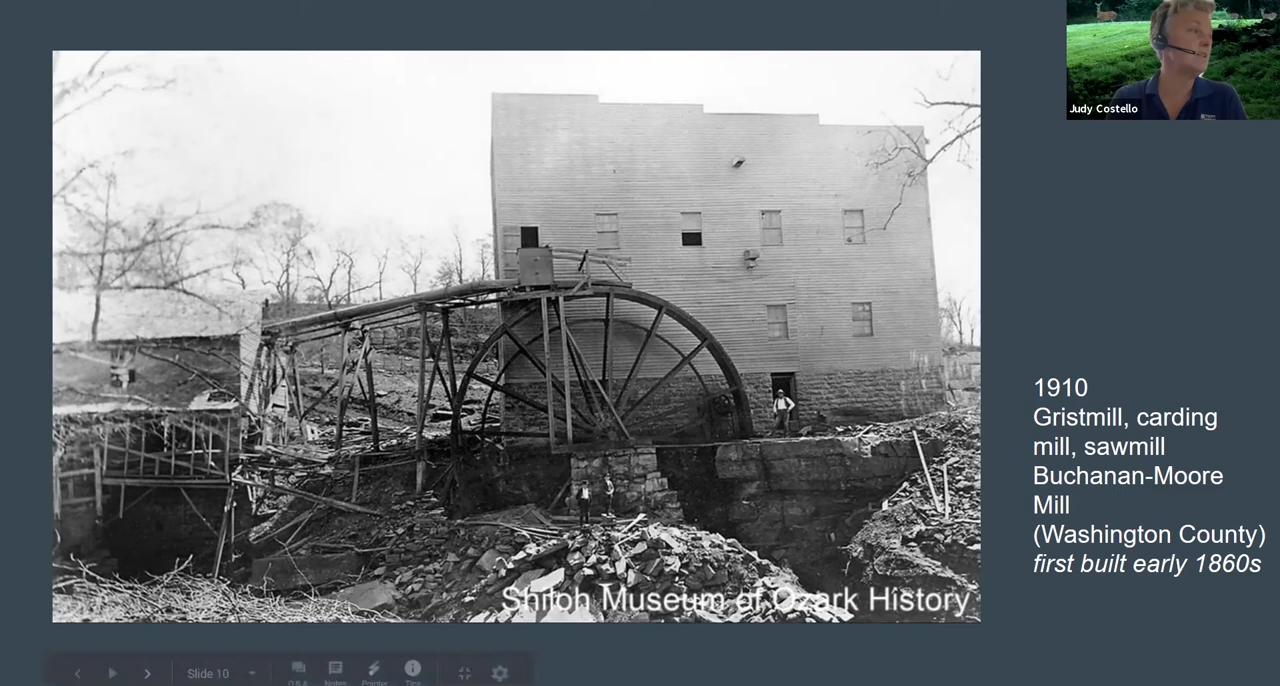 Judy Costello
1910
Gristmill, carding
mill, sawmill
Buchanan-Moore
Mill
(Washington County)
first built early 1860s
Shiloh Museum of Ozark History
Slide 10
Q & A
Notes
Pointer
Tips